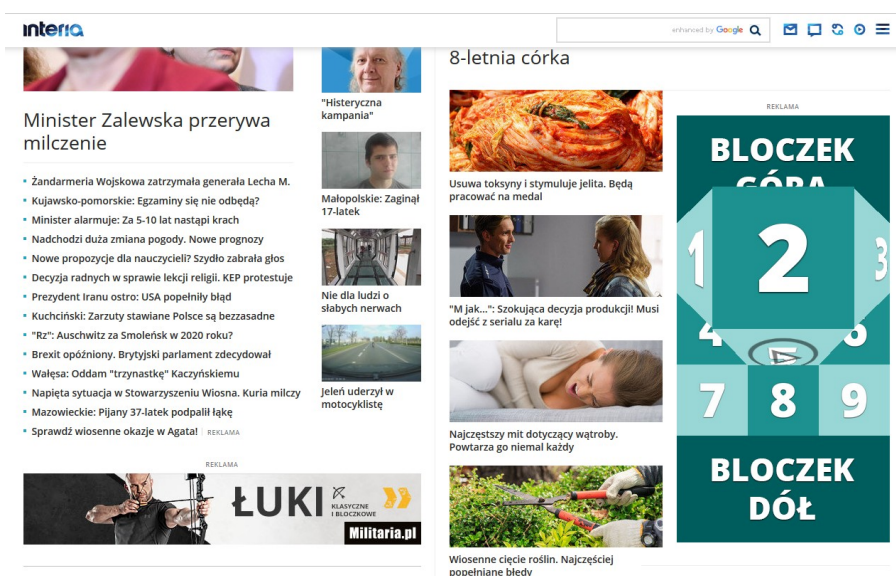 interia
enhanced by Google
Minister Zalewska przerywa
milczenie
Żandarmeria Wojskowa zatrzymała generała Lecha M.
Kujawsko-pomorskie: Egzaminy się nie odbędą?
Minister alarmuje: Za 5-10 lat nastąpi krach
Nadchodzi duża zmiana pogody. Nowe prognozy
Nowe propozycje dla nauczycieli? Szydło zabrała głos
Decyzja radnych w sprawie lekcji religii. KEP protestuje
Prezydent Iranu ostro: USA popełniły błąd
Kuchciński: Zarzuty stawiane Polsce są bezzasadne
"Rz": Auschwitz za Smoleńsk w 2020 roku?
Brexit opóźniony. Brytyjski parlament zdecydował
Wałęsa: Oddam "trzynastkę" Kaczyńskiemu
Napięta sytuacja w Stowarzyszeniu Wiosna. Kuria milczy
Mazowieckie: Pijany 37-latek podpalił łąkę
Sprawdź wiosenne okazje w Agata! REKLAMA
REKLAMA
ŁUKI
KLASYCZNE
I BLOCZKOWE
Militaria.pl
"Histeryczna
kampania"
Małopolskie: Zaginął
17-latek
Nie dla ludzi o
słabych nerwach
Jeleń uderzył w
motocyklistę
8-letnia córka
Usuwa toksyny i stymuluje jelita. Będą
pracować na medal
"M jak...": Szokująca decyzja produkcji! Musi
odejść z serialu za karę!
Najczęstszy mit dotyczący wątroby.
Powtarza go niemal każdy
Wiosenne cięcie roślin. Najczęściej
popełniane błędy
REKLAMA
BLOCZEK
GÓRA
1 2 3
4 5 6
7 8 9
BLOCZEK
DÓŁ